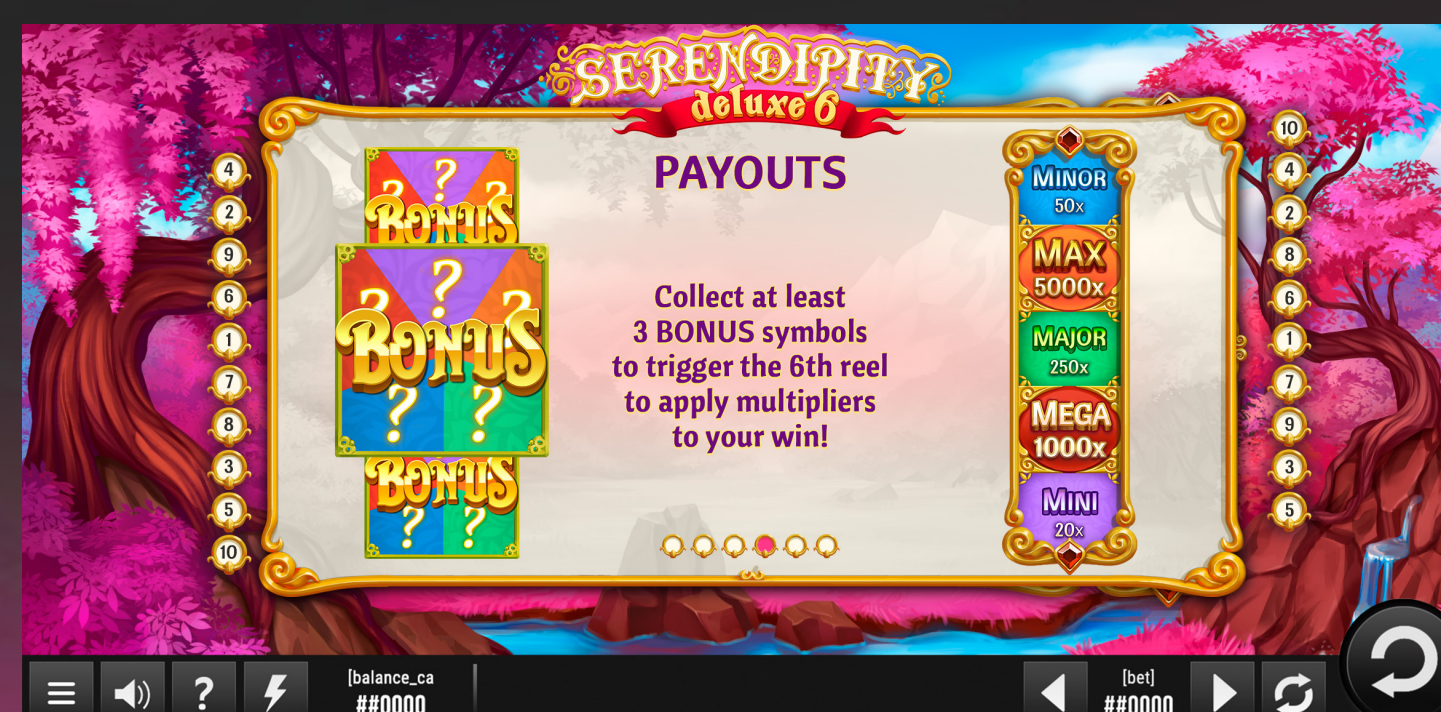 SERENDIPITY
deluxe 6
PAYOUTS
?
? ?
BONUS
?
? ?
BONUS
? ?
BONUS
? ?
Collect at least
3 BONUS symbols
to trigger the 6th reel
to apply multipliers
to your win!
MINOR
50x
MAX
5000x
MAJOR
250x
MEGA
1000x
MINI
20x
4
2
9
6
1
7
8
3
5
10
10
4
2
8
6
1
7
9
3
5
?
[balance_ca
##0000
[bet]
##0000